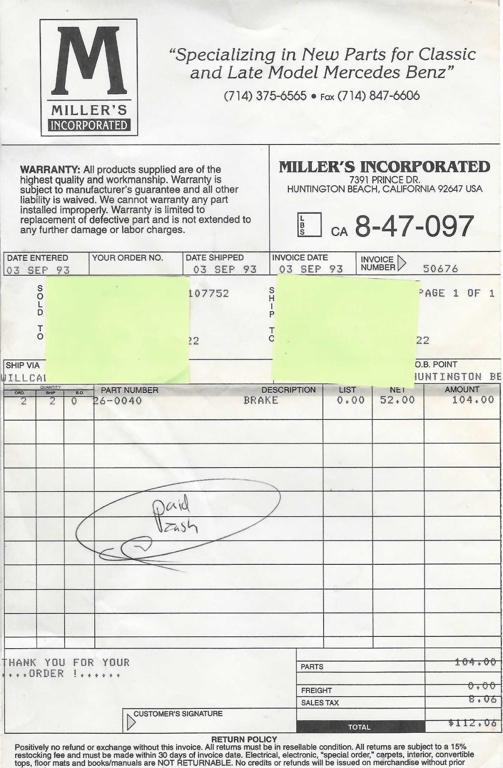 M
MILLER'S
INCORPORATED
"Specializing in New Parts for Classic
and Late Model Mercedes Benz"
(714) 375-6565 • Fax (714) 847-6606
WARRANTY: All products supplied are of the
highest quality and workmanship. Warranty is
subject to manufacturer's guarantee and all other
liability is waived. We cannot warranty any part
installed improperly. Warranty is limited to
replacement of defective part and is not extended to
any further damage or labor charges.
MILLER'S INCORPORATED
7391 PRINCE DR.
HUNTINGTON BEACH, CALIFORNIA 92647 USA
LBS CA 8-47-097
DATE ENTERED YOUR ORDER NO. DATE SHIPPED INVOICE DATE INVOICE NUMBER
03 SEP 93 03 SEP 93 03 SEP 93 50676
SOLD TO 107752 SHIP TO PAGE 1 OF 1
22 22
SHIP VIA O.B. POINT
WILLCAL HUNTINGTON BE
QUANTITY
ORD. SHIP B.O. PART NUMBER DESCRIPTION LIST NET AMOUNT
2 2 0 26-0040 BRAKE 0.00 52.00 104.00
paid
cash
THANK YOU FOR YOUR
....ORDER !......
PARTS 104.00
FREIGHT 0.00
SALES TAX 8.06
CUSTOMER'S SIGNATURE
TOTAL $112.06
RETURN POLICY
Positively no refund or exchange without this invoice. All returns must be in resellable condition. All returns are subject to a 15%
restocking fee and must be made within 30 days of invoice date. Electrical, electronic, "special order," carpets, interior, convertible
tops, floor mats and books/manuals are NOT RETURNABLE. No credits or refunds will be issued on merchandise without prior